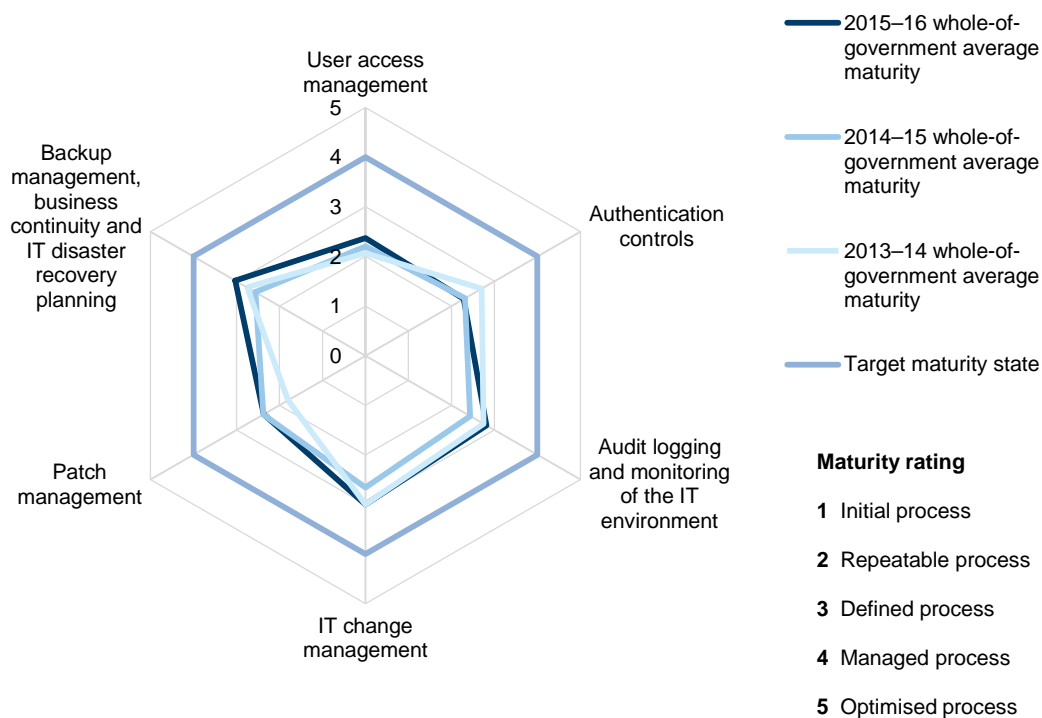 User access
management
5
4
3
2
1
0
Authentication
controls
Audit logging
and monitoring
of the IT
environment
IT change
management
Patch
management
Backup
management,
business
continuity and
IT disaster
recovery
planning
2015–16 whole-of-
government average
maturity
2014–15 whole-of-
government average
maturity
2013–14 whole-of-
government average
maturity
Target maturity state
Maturity rating
1 Initial process
2 Repeatable process
3 Defined process
4 Managed process
5 Optimised process